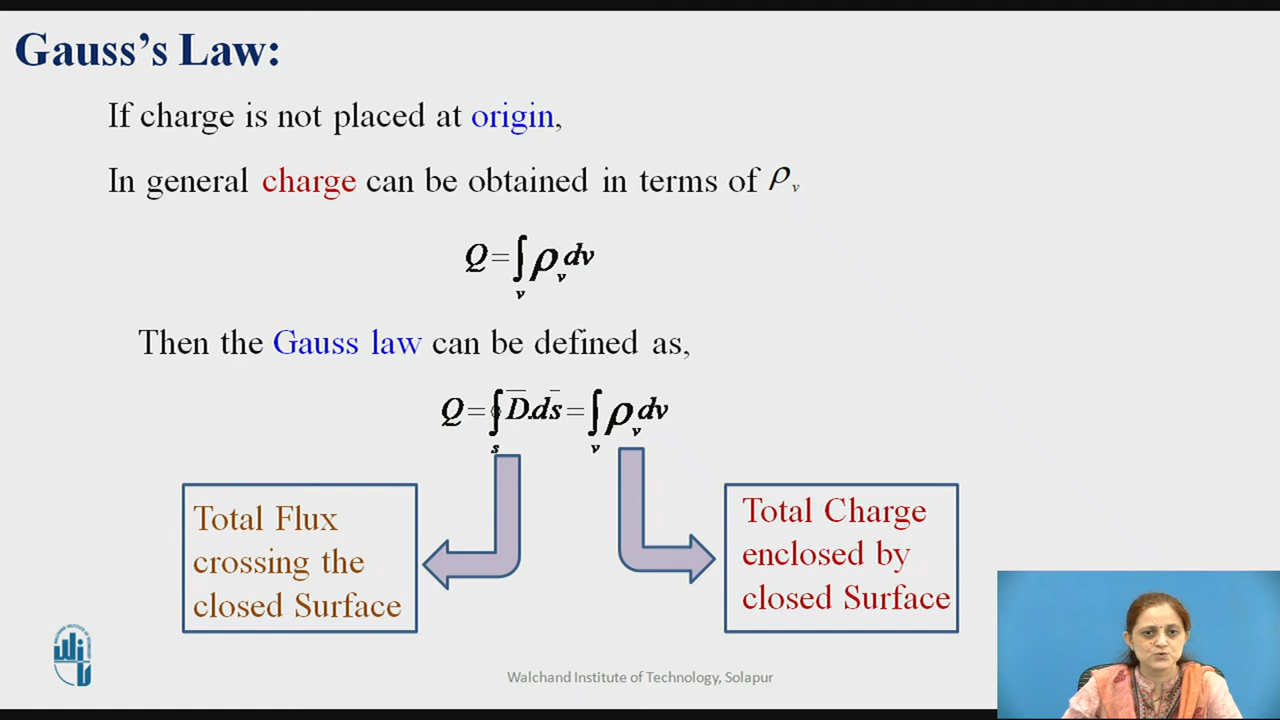 Gauss's Law:
If charge is not placed at origin,
In general charge can be obtained in terms of ρᵥ
Q=∫ᵥ ρᵥ dv
Then the Gauss law can be defined as,
Q=∮ₛ D̅.ds̅=∫ᵥ ρᵥ dv
Total Flux
crossing the
closed Surface
Total Charge
enclosed by
closed Surface
Walchand Institute of Technology, Solapur